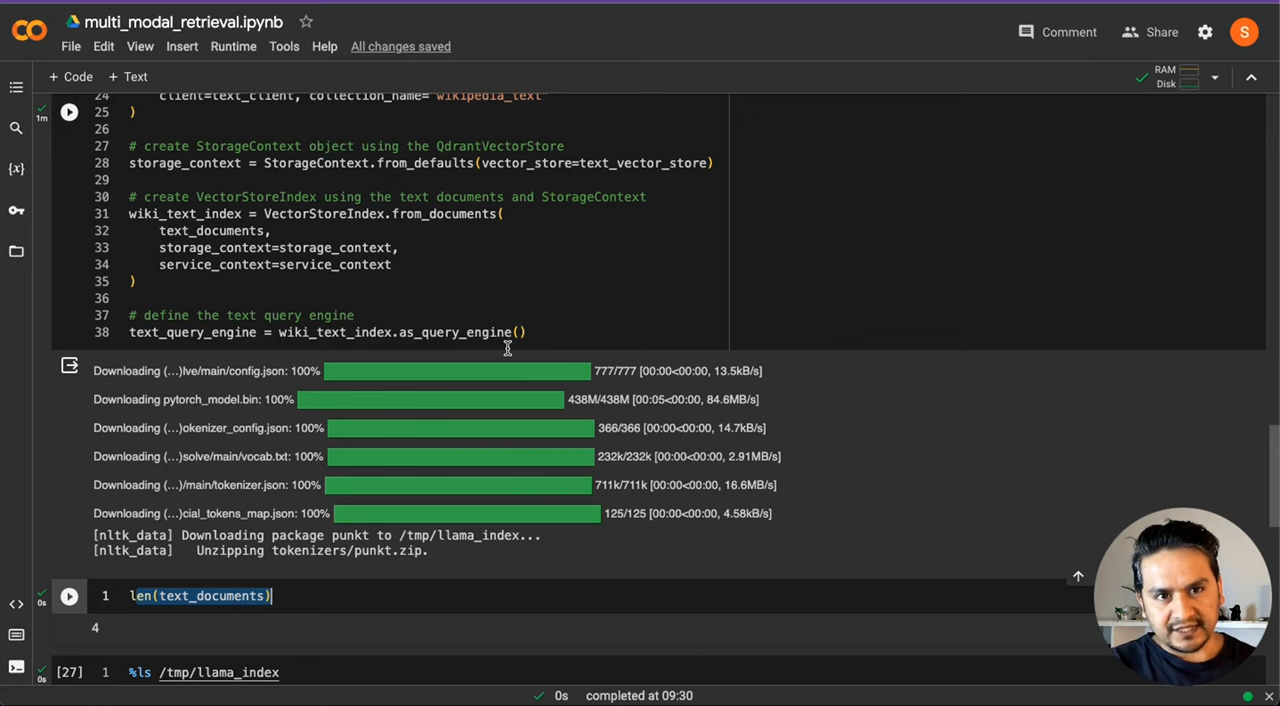 multi_modal_retrieval.ipynb
File Edit View Insert Runtime Tools Help All changes saved
Comment Share S
+ Code + Text
RAM
Disk
1m
24 client=text_client, collection_name="wikipedia_text"
25 )
26
27 # create StorageContext object using the QdrantVectorStore
28 storage_context = StorageContext.from_defaults(vector_store=text_vector_store)
29
30 # create VectorStoreIndex using the text documents and StorageContext
31 wiki_text_index = VectorStoreIndex.from_documents(
32 text_documents,
33 storage_context=storage_context,
34 service_context=service_context
35 )
36
37 # define the text query engine
38 text_query_engine = wiki_text_index.as_query_engine()
Downloading (…)lve/main/config.json: 100% 777/777 [00:00<00:00, 13.5kB/s]
Downloading pytorch_model.bin: 100% 438M/438M [00:05<00:00, 84.6MB/s]
Downloading (…)okenizer_config.json: 100% 366/366 [00:00<00:00, 14.7kB/s]
Downloading (…)solve/main/vocab.txt: 100% 232k/232k [00:00<00:00, 2.91MB/s]
Downloading (…)/main/tokenizer.json: 100% 711k/711k [00:00<00:00, 16.6MB/s]
Downloading (…)cial_tokens_map.json: 100% 125/125 [00:00<00:00, 4.58kB/s]
[nltk_data] Downloading package punkt to /tmp/llama_index...
[nltk_data] Unzipping tokenizers/punkt.zip.
0s
1 len(text_documents)
4
0s
[27] 1 %ls /tmp/llama_index
0s completed at 09:30